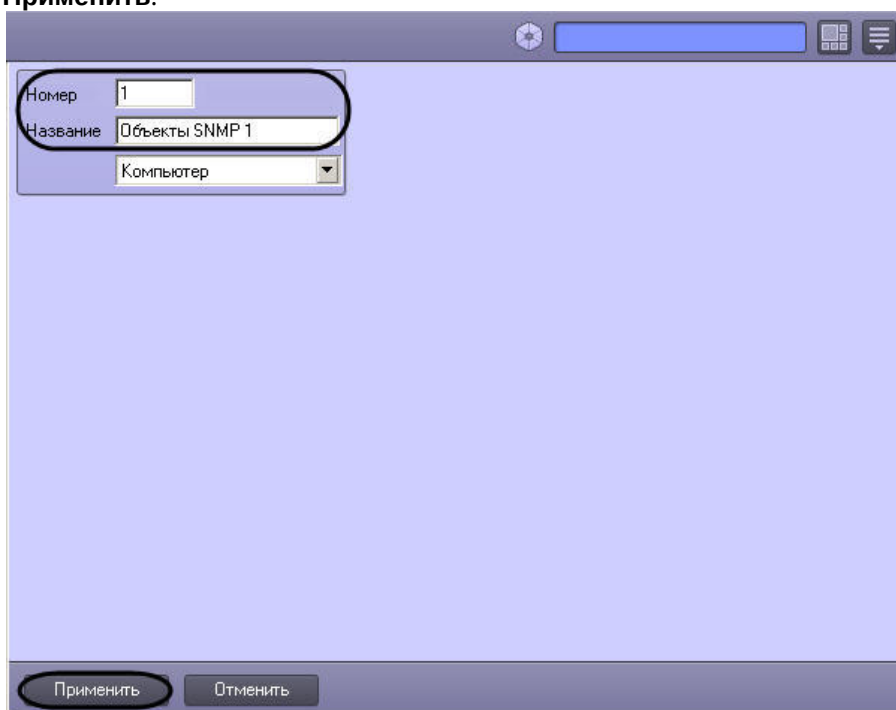 Применить.
Номер 1
Название Объекты SNMP 1
Компьютер
Применить Отменить